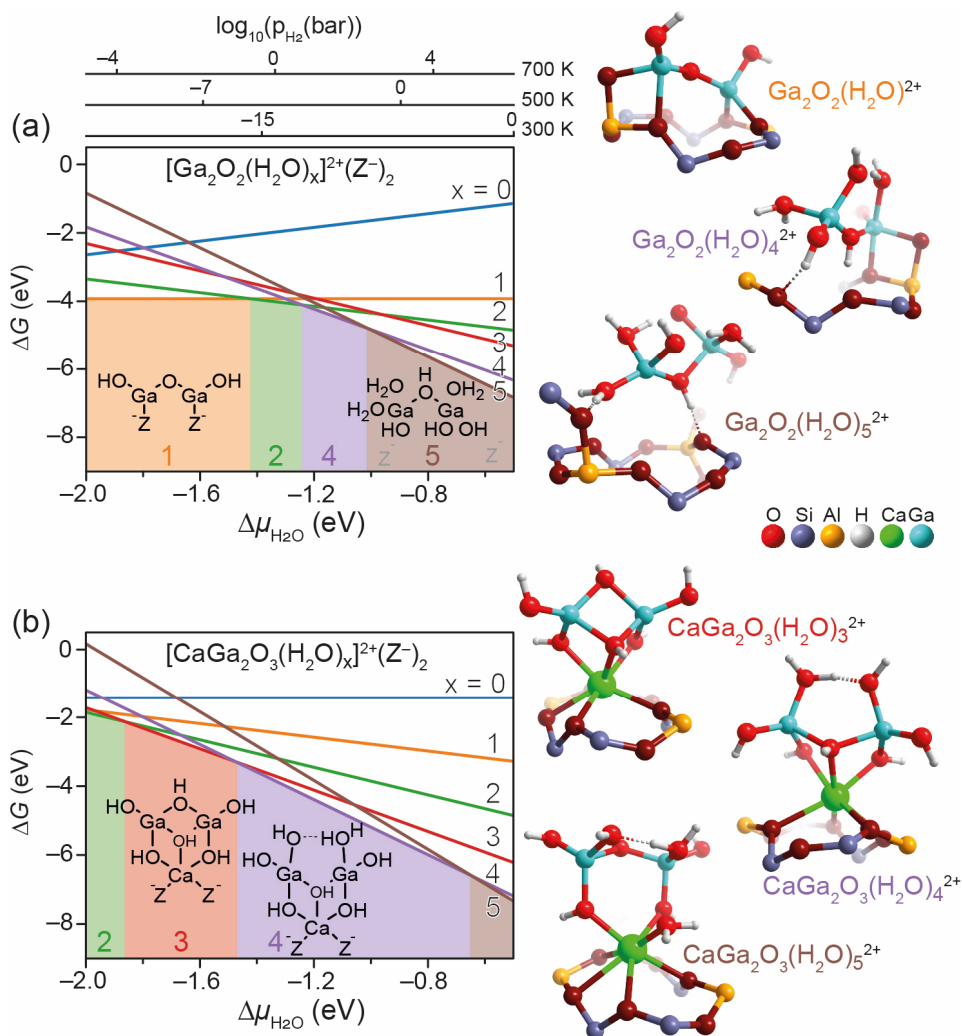 log₁₀(p_H₂(bar))
−4 0 4 700 K
−7 0 500 K
−15 0 300 K
(a)
[Ga₂O₂(H₂O)ₓ]²⁺(Z⁻)₂
x = 0
1
2
3
4
5
0
−2
−4
−6
−8
ΔG (eV)
HO O OH
Ga Ga
Z⁻ Z⁻
H
H₂O O OH₂
H₂O Ga Ga
HO HO OH
z⁻ z⁻
1 2 4 5
−2.0 −1.6 −1.2 −0.8
Δμ_H₂O (eV)
Ga₂O₂(H₂O)²⁺
Ga₂O₂(H₂O)₄²⁺
Ga₂O₂(H₂O)₅²⁺
O Si Al H Ca Ga
(b)
[CaGa₂O₃(H₂O)ₓ]²⁺(Z⁻)₂
x = 0
1
2
3
4
5
0
−2
−4
−6
−8
ΔG (eV)
H
HO O OH
Ga Ga
OH
HO OH
Ca
Z⁻ Z⁻
H H
HO OH
HO Ga Ga OH
OH
HO OH
Ca
Z⁻ Z⁻
2 3 4
−2.0 −1.6 −1.2 −0.8
Δμ_H₂O (eV)
CaGa₂O₃(H₂O)₃²⁺
CaGa₂O₃(H₂O)₄²⁺
CaGa₂O₃(H₂O)₅²⁺